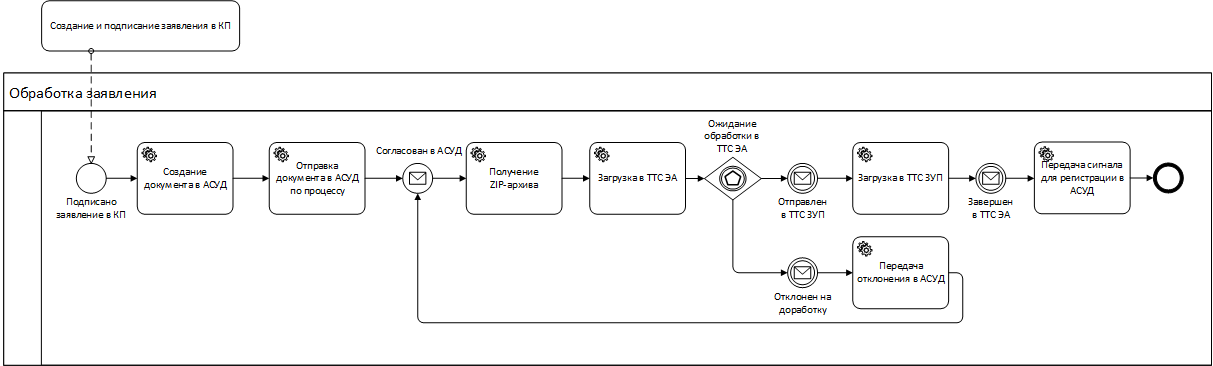 Создание и подписание заявления в КП
Обработка заявления
Подписано
заявление в КП
Создание
документа в АСУД
Отправка
документа в АСУД
по процессу
Согласован в АСУД
Получение
ZIP-архива
Загрузка в ТТС ЭА
Ожидание
обработки в
ТТС ЭА
Отправлен
в ТТС ЗУП
Загрузка в ТТС ЗУП
Завершен
в ТТС ЭА
Передача сигнала
для регистрации в
АСУД
Отклонен на
доработку
Передача
отклонения в АСУД